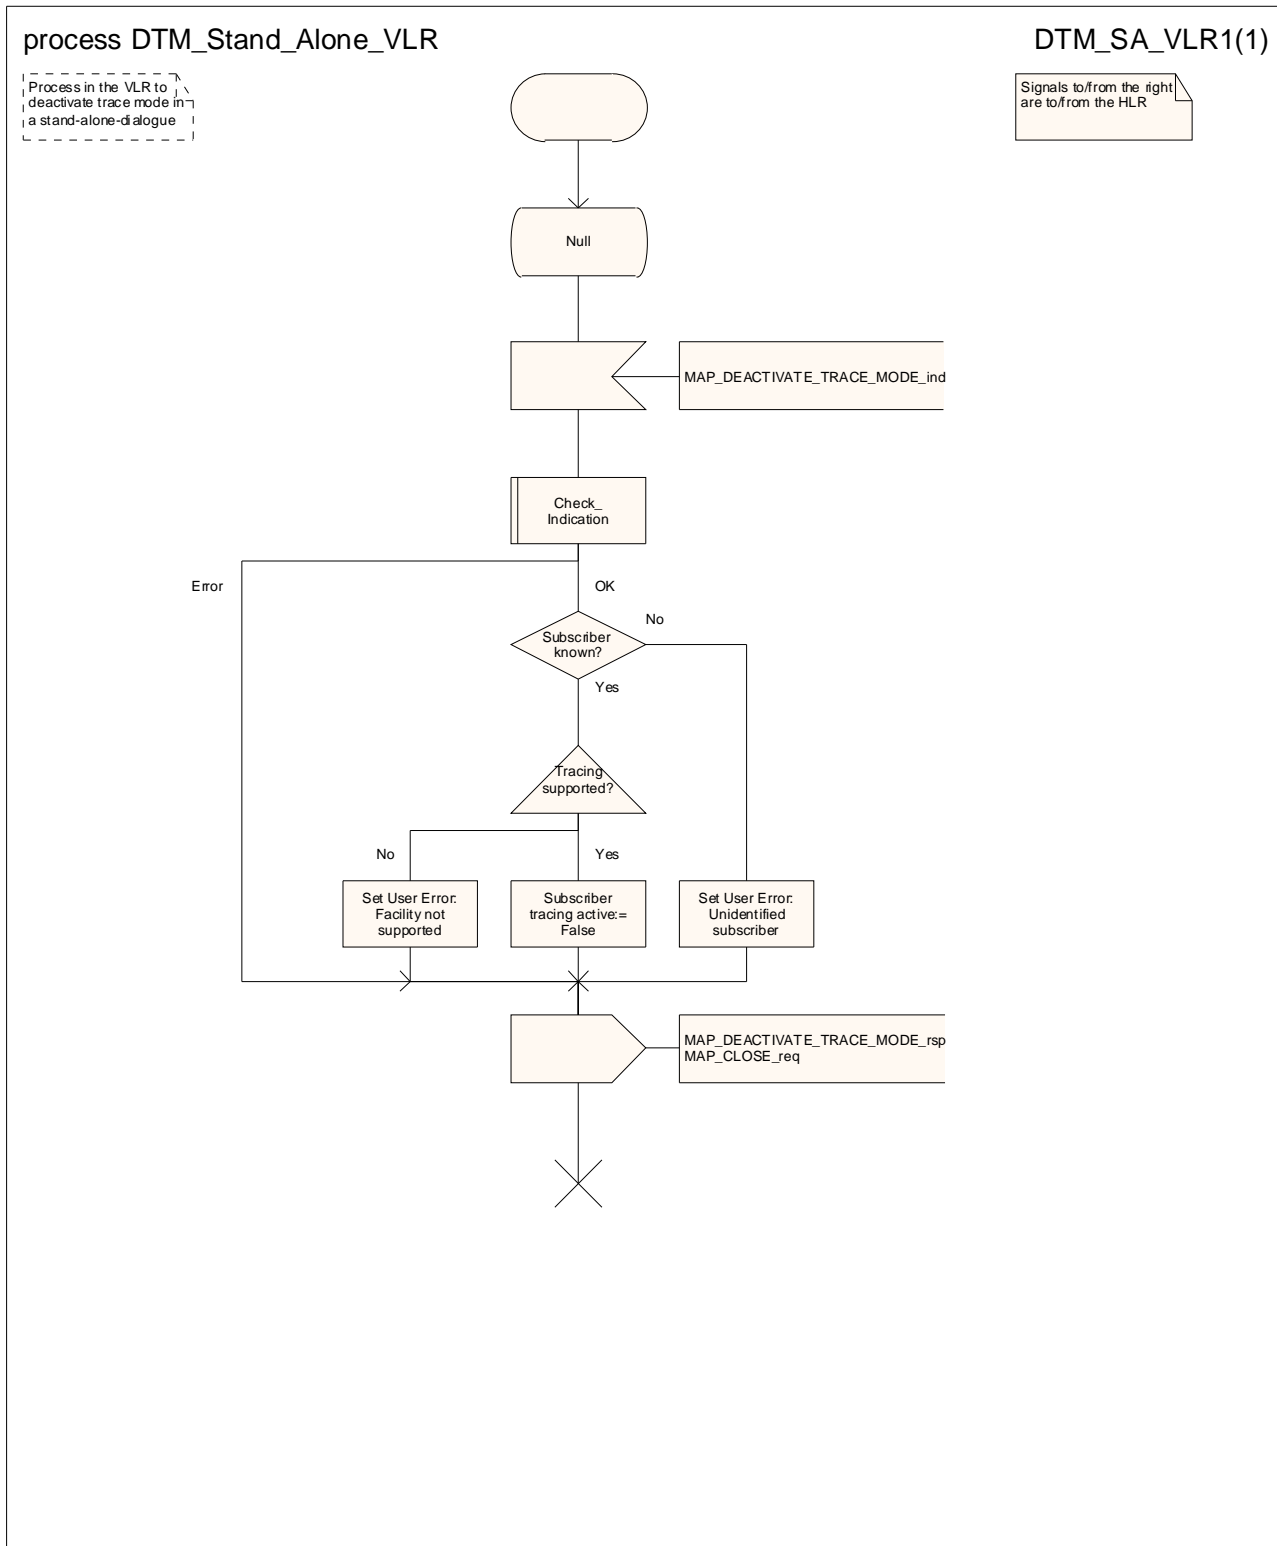 process DTM_Stand_Alone_VLR
DTM_SA_VLR1(1)
Process in the VLR to
deactivate trace mode in
a stand-alone-dialogue
Signals to/from the right
are to/from the HLR
Null
MAP_DEACTIVATE_TRACE_MODE_ind
Check_
Indication
Error
OK
No
Subscriber
known?
Yes
Tracing
supported?
No
Yes
Set User Error:
Facility not
supported
Subscriber
tracing active:=
False
Set User Error:
Unidentified
subscriber
MAP_DEACTIVATE_TRACE_MODE_rsp
MAP_CLOSE_req